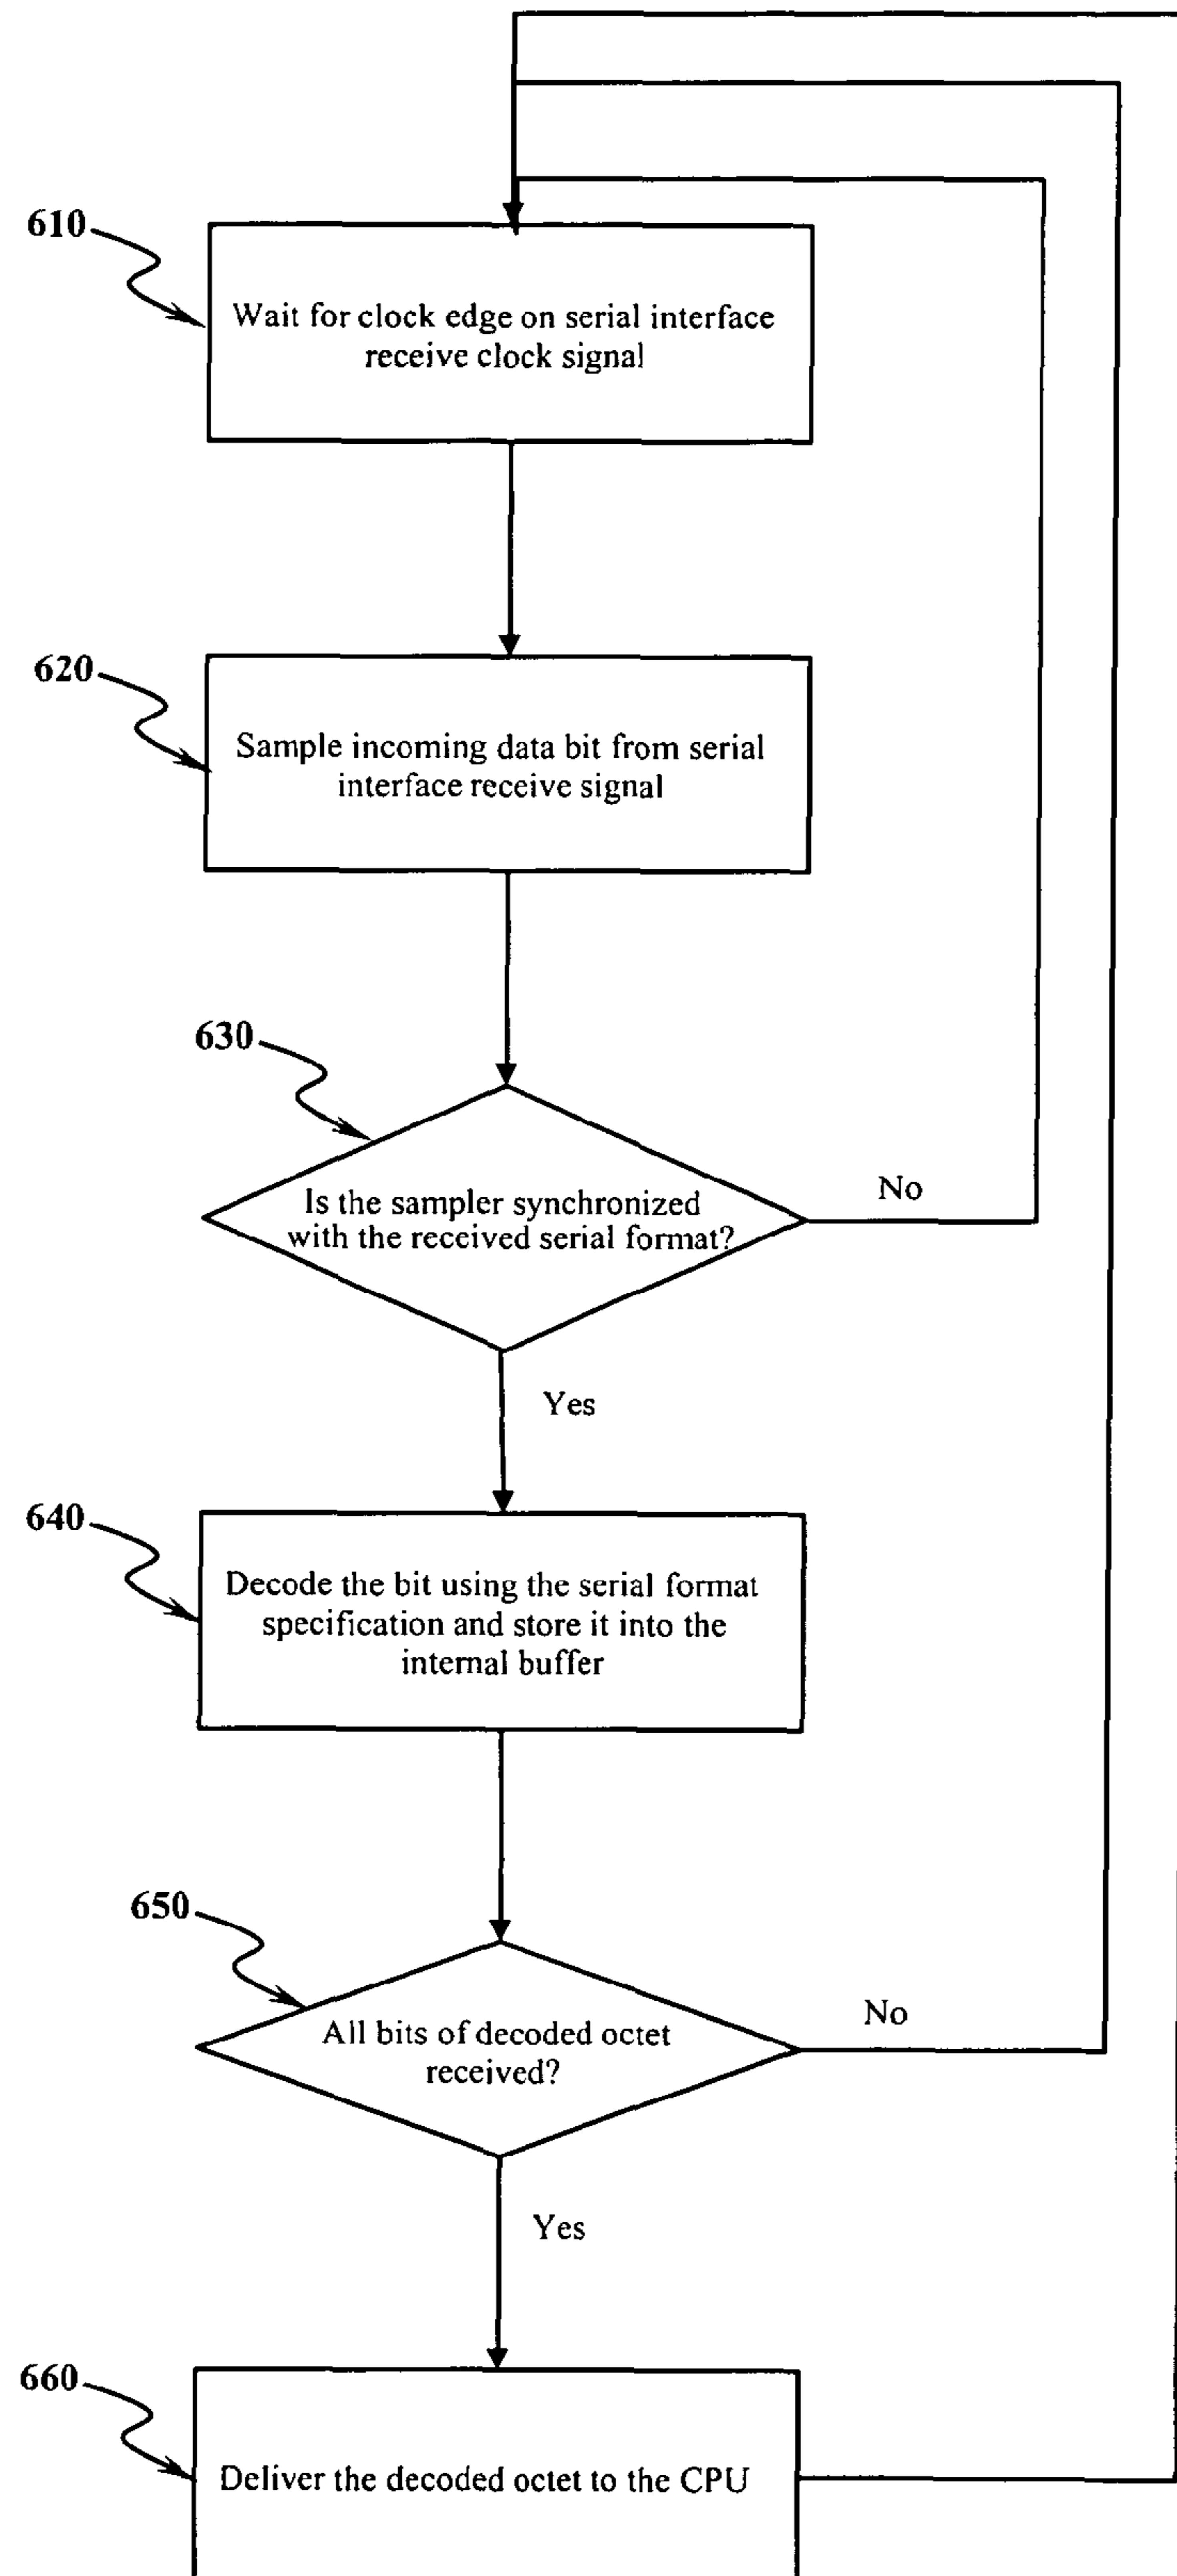 610
Wait for clock edge on serial interface
receive clock signal
620
Sample incoming data bit from serial
interface receive signal
630
Is the sampler synchronized
with the received serial format?
No
Yes
640
Decode the bit using the serial format
specification and store it into the
internal buffer
650
All bits of decoded octet
received?
No
Yes
660
Deliver the decoded octet to the CPU